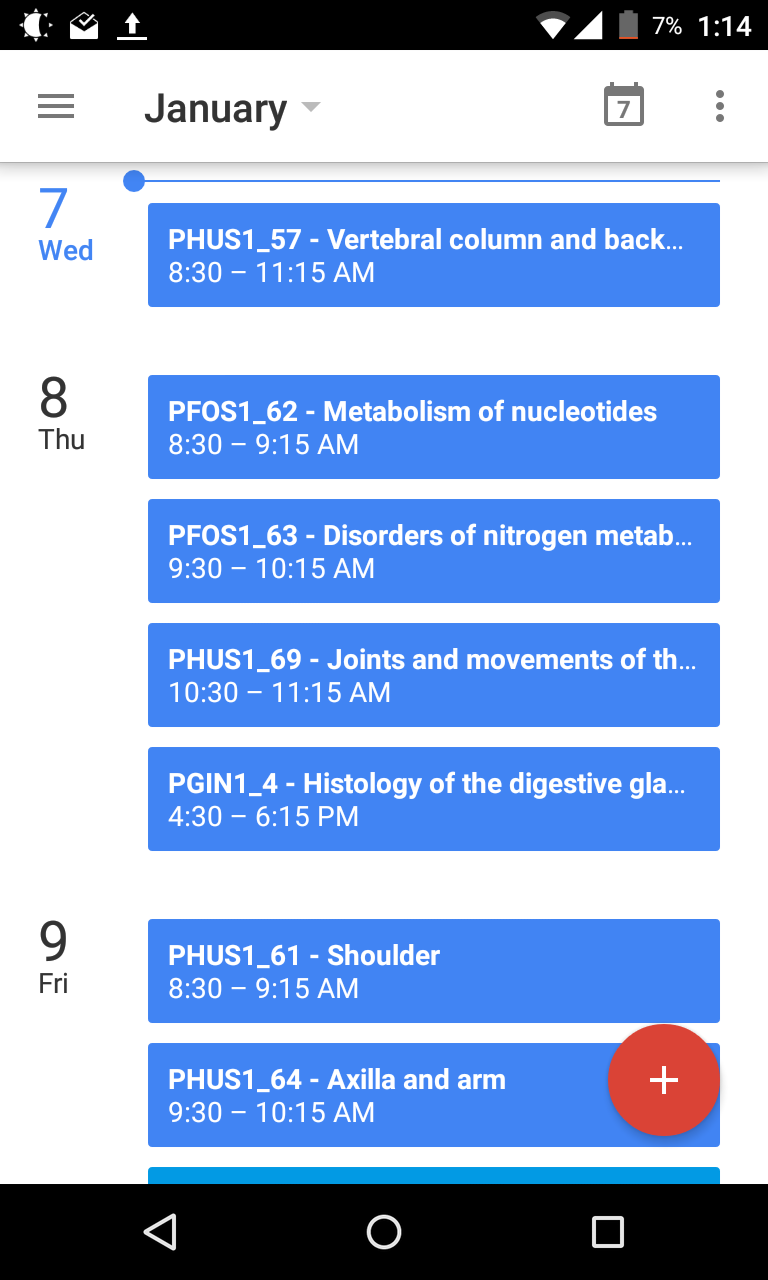 7% 1:14
January
7
7
Wed
PHUS1_57 - Vertebral column and back...
8:30 – 11:15 AM
8
Thu
PFOS1_62 - Metabolism of nucleotides
8:30 – 9:15 AM
PFOS1_63 - Disorders of nitrogen metab...
9:30 – 10:15 AM
PHUS1_69 - Joints and movements of th...
10:30 – 11:15 AM
PGIN1_4 - Histology of the digestive gla...
4:30 – 6:15 PM
9
Fri
PHUS1_61 - Shoulder
8:30 – 9:15 AM
PHUS1_64 - Axilla and arm
9:30 – 10:15 AM